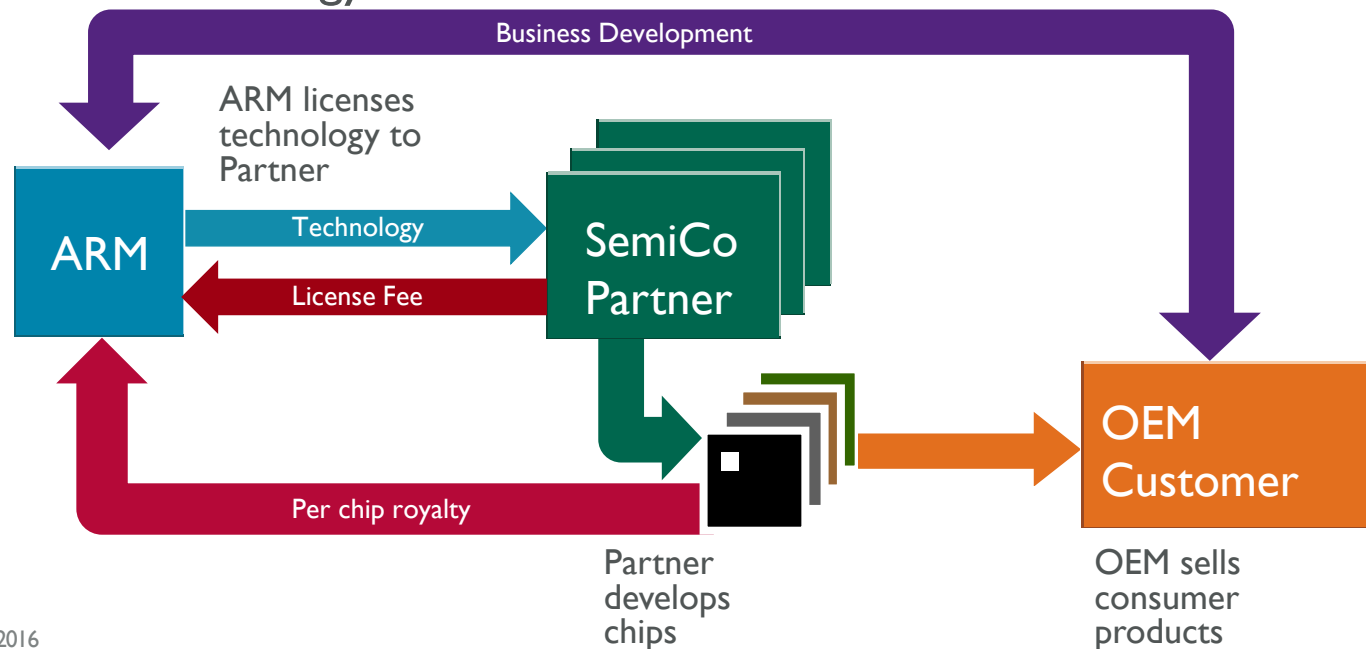 Business Development
ARM licenses
technology to
Partner
ARM
Technology
License Fee
SemiCo
Partner
OEM
Customer
Per chip royalty
Partner
develops
chips
OEM sells
consumer
products
2016